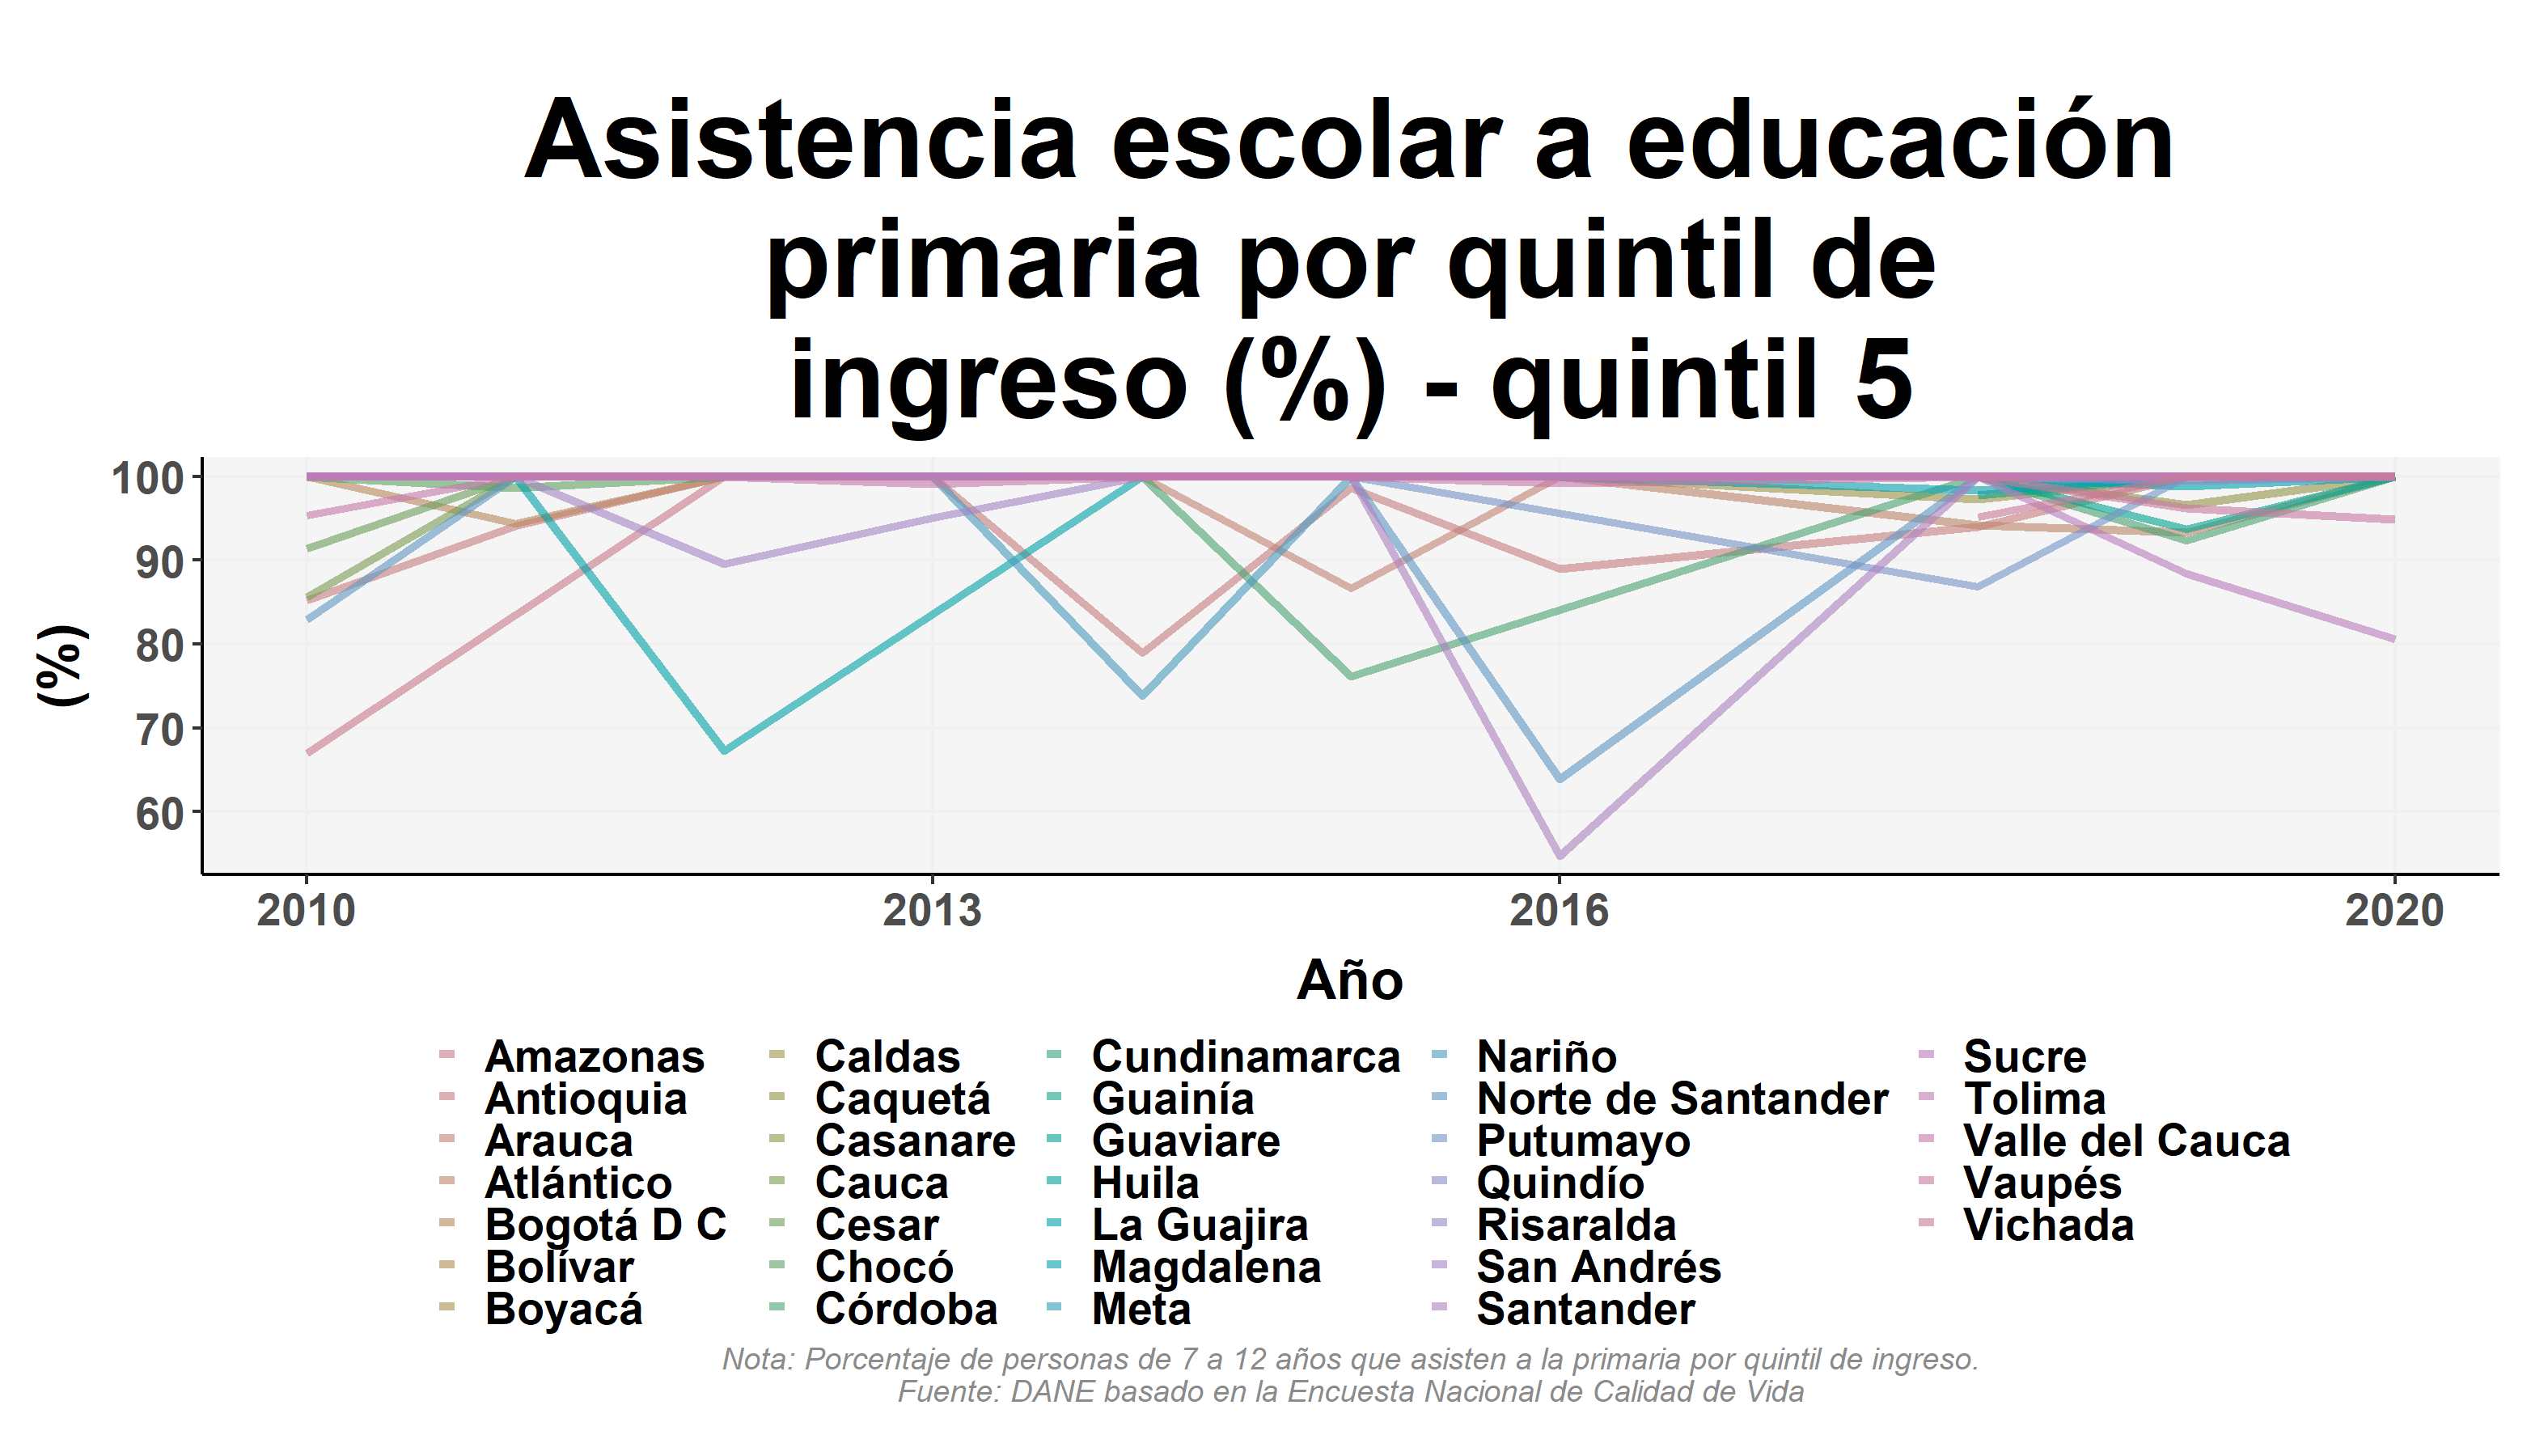 Asistencia escolar a educación
primaria por quintil de
ingreso (%) - quintil 5
100
90
80
70
60
(%)
2010 2013 2016 2020
Año
Amazonas
Antioquia
Arauca
Atlántico
Bogotá D C
Bolívar
Boyacá
Caldas
Caquetá
Casanare
Cauca
Cesar
Chocó
Córdoba
Cundinamarca
Guainía
Guaviare
Huila
La Guajira
Magdalena
Meta
Nariño
Norte de Santander
Putumayo
Quindío
Risaralda
San Andrés
Santander
Sucre
Tolima
Valle del Cauca
Vaupés
Vichada
Nota: Porcentaje de personas de 7 a 12 años que asisten a la primaria por quintil de ingreso.
Fuente: DANE basado en la Encuesta Nacional de Calidad de Vida